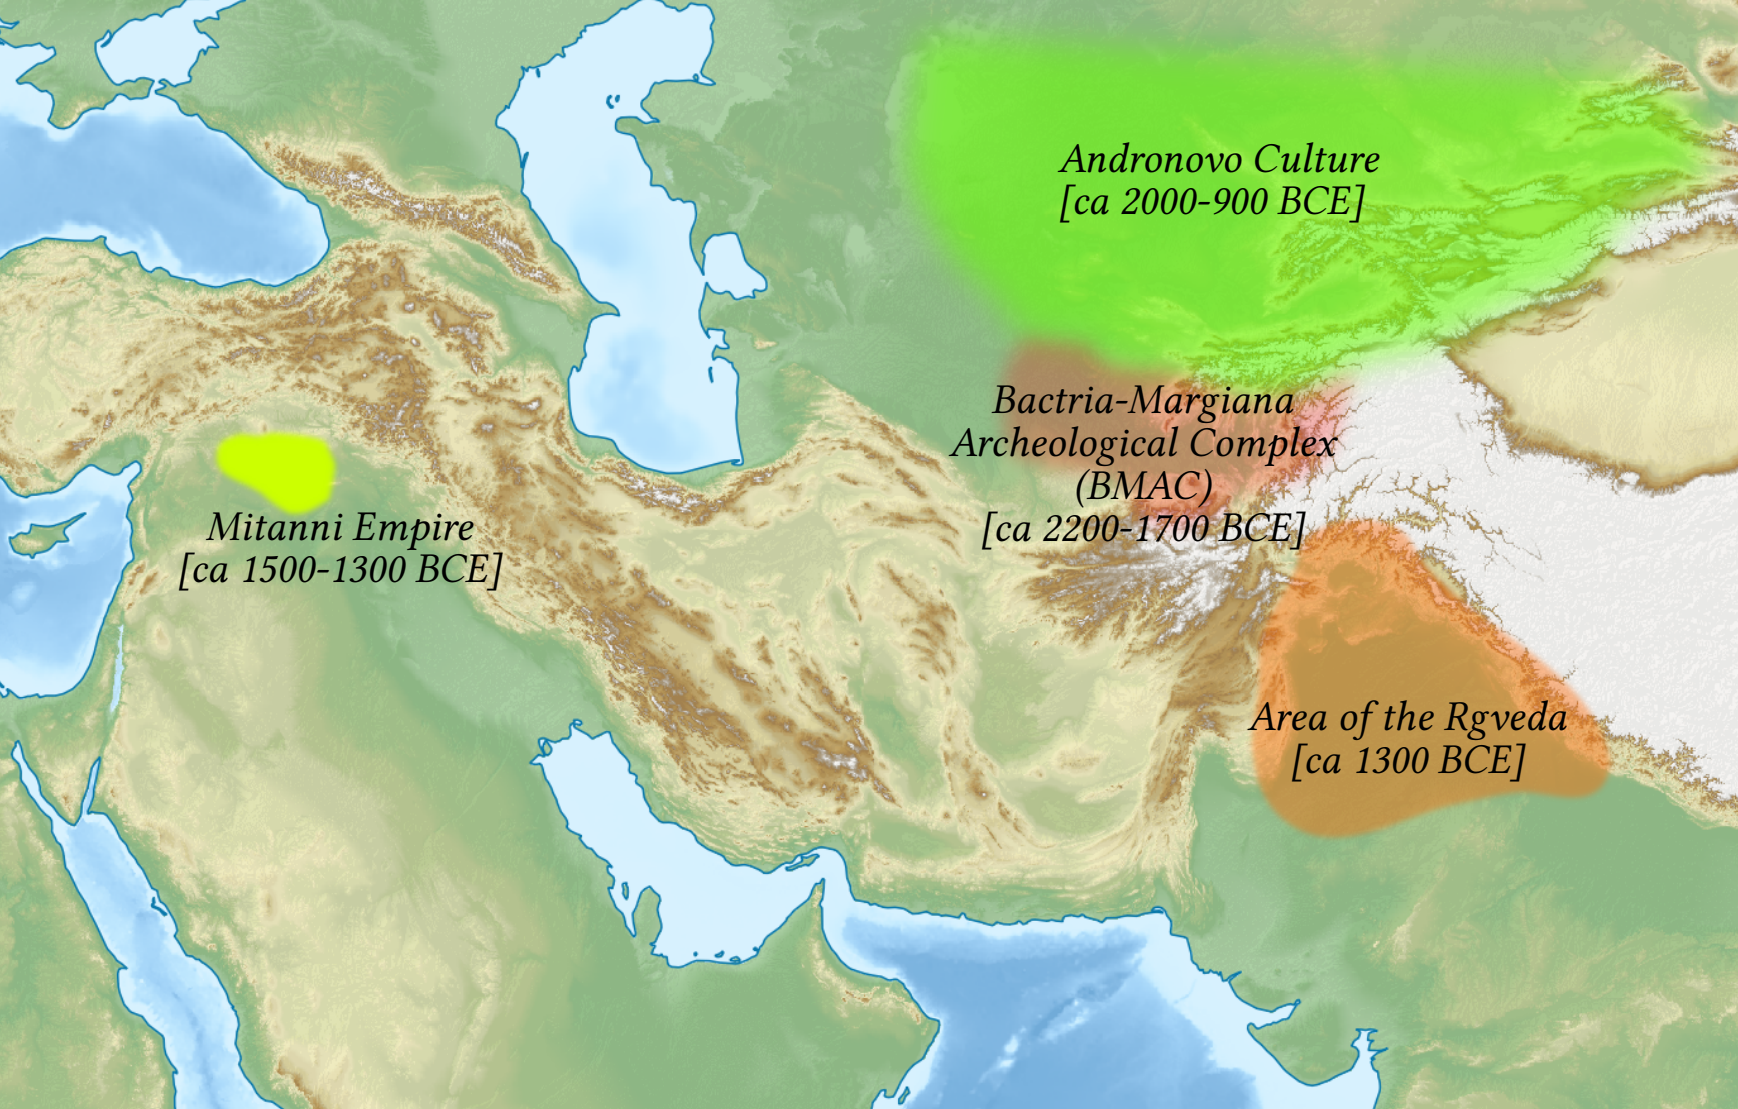 Andronovo Culture
[ca 2000-900 BCE]
Bactria-Margiana
Archeological Complex
(BMAC)
[ca 2200-1700 BCE]
Mitanni Empire
[ca 1500-1300 BCE]
Area of the Rgveda
[ca 1300 BCE]